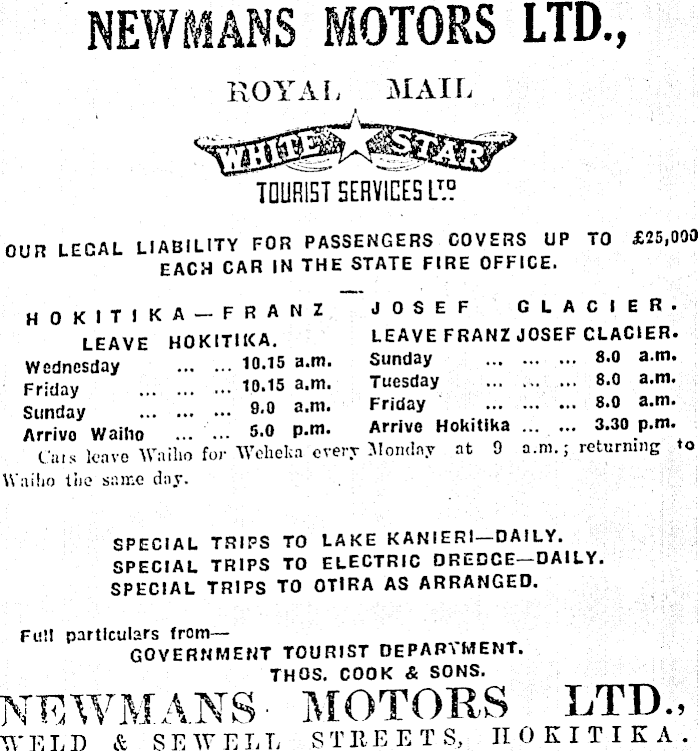 NEWMANS MOTORS LTD.,
ROYAL MAIL
WHITE STAR
TOURIST SERVICES LTD
OUR LEGAL LIABILITY FOR PASSENGERS COVERS UP TO £25,000
EACH CAR IN THE STATE FIRE OFFICE.
HOKITIKA—FRANZ JOSEF GLACIER.
LEAVE HOKITIKA.
Wednesday ... ... 10.15 a.m.
Friday ... ... ... 10.15 a.m.
Sunday ... ... ... 9.0 a.m.
Arrive Waiho ... ... 5.0 p.m.
LEAVE FRANZ JOSEF GLACIER.
Sunday ... ... ... 8.0 a.m.
Tuesday ... ... ... 8.0 a.m.
Friday ... ... ... 8.0 a.m.
Arrive Hokitika ... ... 3.30 p.m.
Cars leave Waiho for Weheka every Monday at 9 a.m.; returning to
Waiho the same day.
SPECIAL TRIPS TO LAKE KANIERI—DAILY.
SPECIAL TRIPS TO ELECTRIC DREDGE—DAILY.
SPECIAL TRIPS TO OTIRA AS ARRANGED.
Full particulars from—
GOVERNMENT TOURIST DEPARTMENT.
THOS. COOK & SONS.
NEWMANS MOTORS LTD.,
WELD & SEWELL STREETS, HOKITIKA.